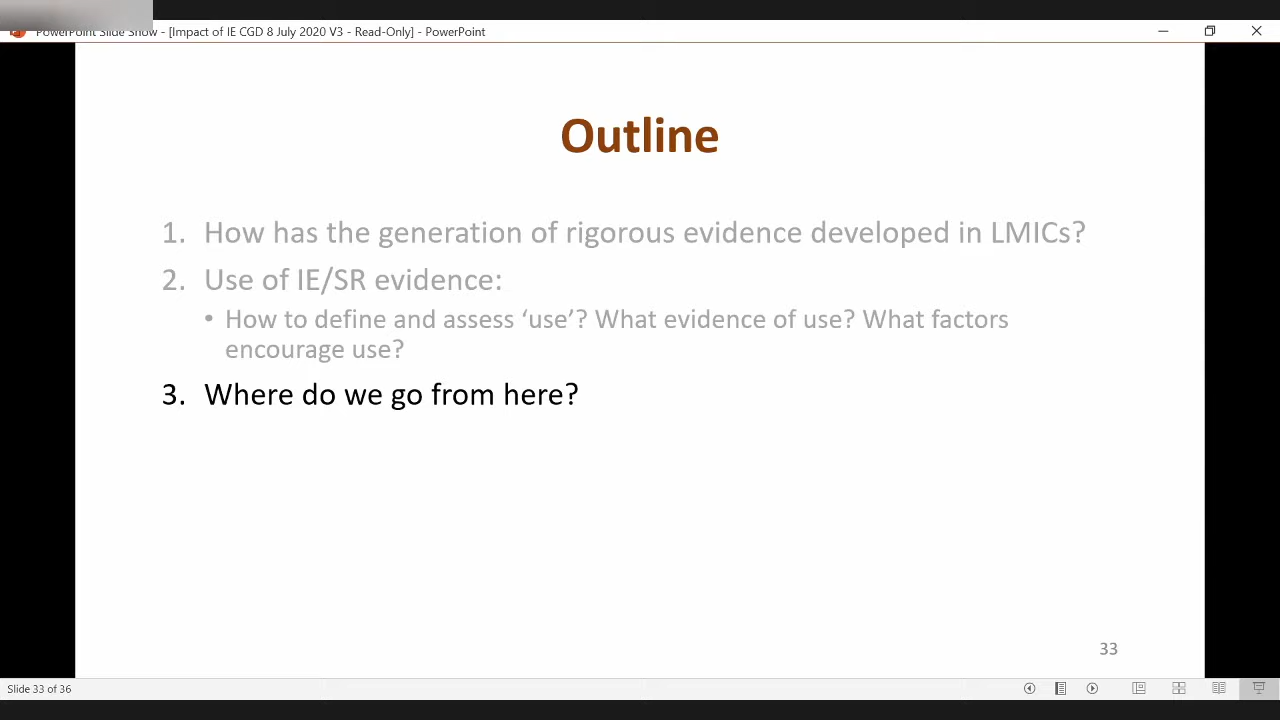 PowerPoint Slide Show - [Impact of IE CGD 8 July 2020 V3 - Read-Only] - PowerPoint
Outline
1. How has the generation of rigorous evidence developed in LMICs?
2. Use of IE/SR evidence:
• How to define and assess ‘use’? What evidence of use? What factors
encourage use?
3. Where do we go from here?
33
Slide 33 of 36